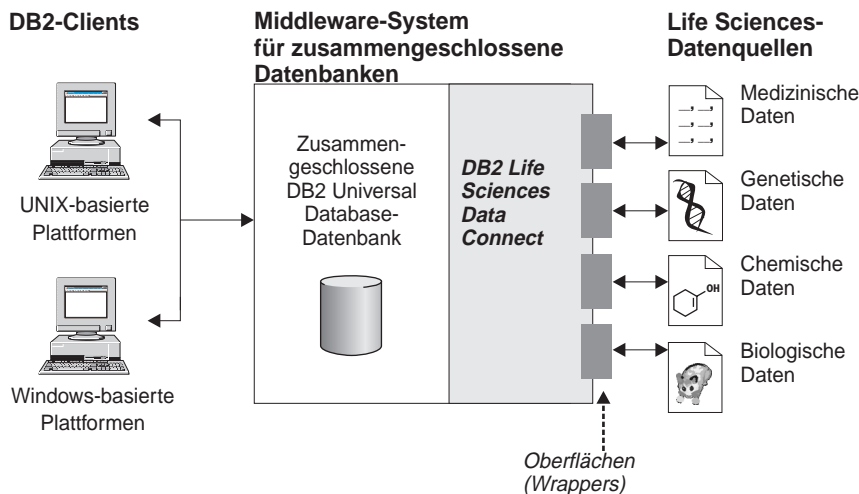 DB2-Clients
Middleware-System
für zusammengeschlossene
Datenbanken
Life Sciences-
Datenquellen
UNIX-basierte
Plattformen
Windows-basierte
Plattformen
Zusammen-
geschlossene
DB2 Universal
Database-
Datenbank
DB2 Life
Sciences
Data
Connect
Medizinische
Daten
Genetische
Daten
OH
Chemische
Daten
Biologische
Daten
Oberflächen
(Wrappers)